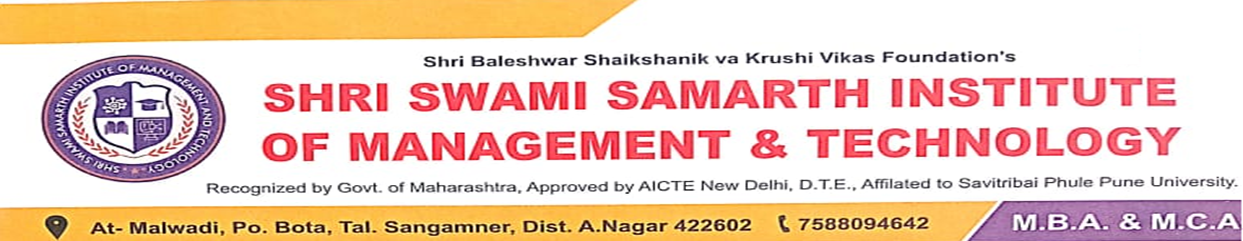 Shri Baleshwar Shaikshanik va Krushi Vikas Foundation's
SHRI SWAMI SAMARTH INSTITUTE OF MANAGEMENT AND TECHNOLOGY
SHRI SWAMI SAMARTH INSTITUTE
OF MANAGEMENT & TECHNOLOGY
Recognized by Govt. of Maharashtra, Approved by AICTE New Delhi, D.T.E., Affilated to Savitribai Phule Pune University.
At- Malwadi, Po. Bota, Tal. Sangamner, Dist. A.Nagar 422602 7588094642
M.B.A. & M.C.A